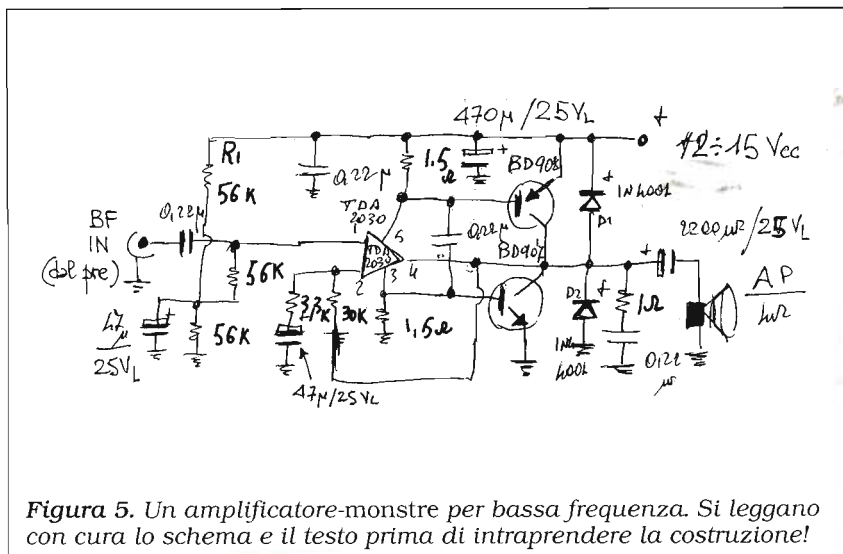 470µ/25VL
+
12÷15 Vcc
R1
56K
0,22µ
1.5Ω
+
BD908
+
1N4001
D1
0,22µ
BF
IN
(dal pre)
TDA
2030
1
5
TDA
2030
0,22µ
BD907
2200µF/25VL
+
56K
2
3
4
AP
4Ω
47µ
25VL
+
56K
3,3K
30K
1,5Ω
D2
+
1N4001
1Ω
0,22
µF
47µ/25VL
Figura 5. Un amplificatore-monstre per bassa frequenza. Si leggano
con cura lo schema e il testo prima di intraprendere la costruzione!